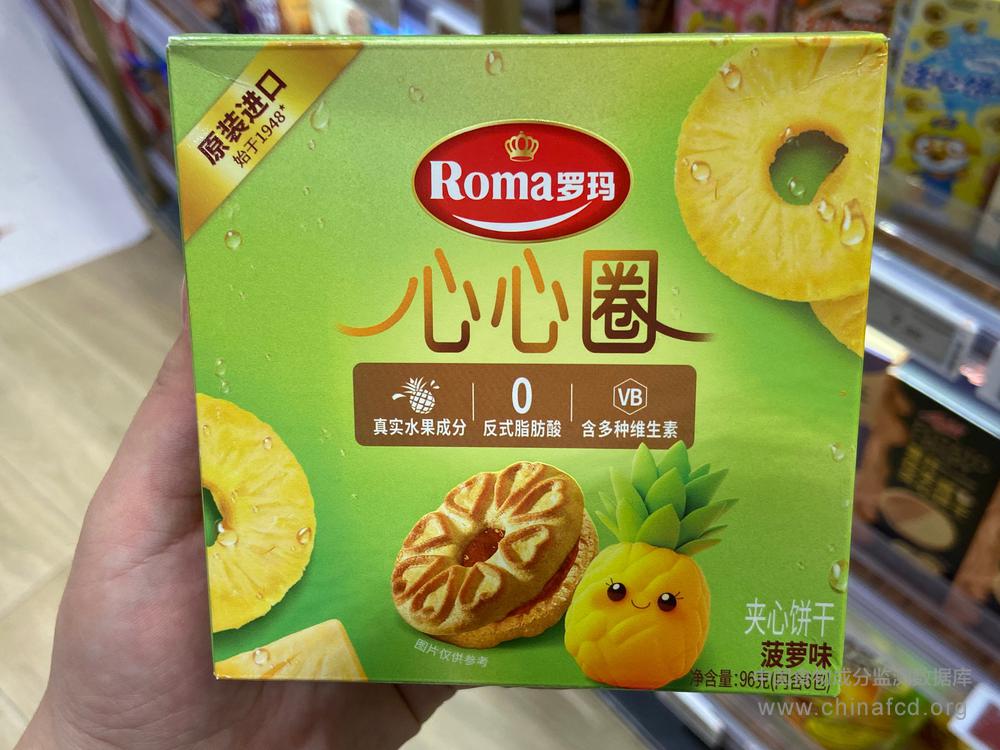 原装进口
始于1948*
Roma罗玛
心心圈
0
VB
真实水果成分
反式脂肪酸
含多种维生素
图片仅供参考
夹心饼干
菠萝味
净含量:96克
www.chinafcd.org